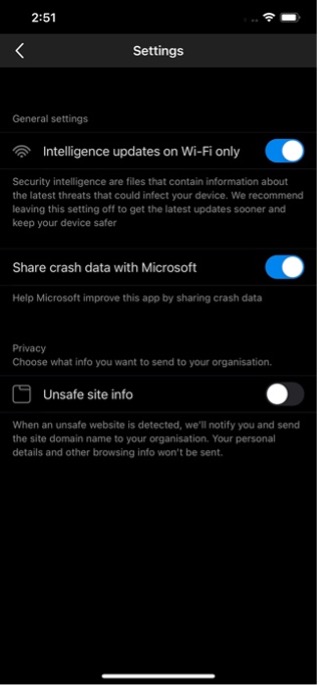 2:51
Settings
General settings
Intelligence updates on Wi-Fi only
Security intelligence are files that contain information about
the latest threats that could infect your device. We recommend
leaving this setting off to get the latest updates sooner and
keep your device safer
Share crash data with Microsoft
Help Microsoft improve this app by sharing crash data
Privacy
Choose what info you want to send to your organisation.
Unsafe site info
When an unsafe website is detected, we'll notify you and send
the site domain name to your organisation. Your personal
details and other browsing info won't be sent.